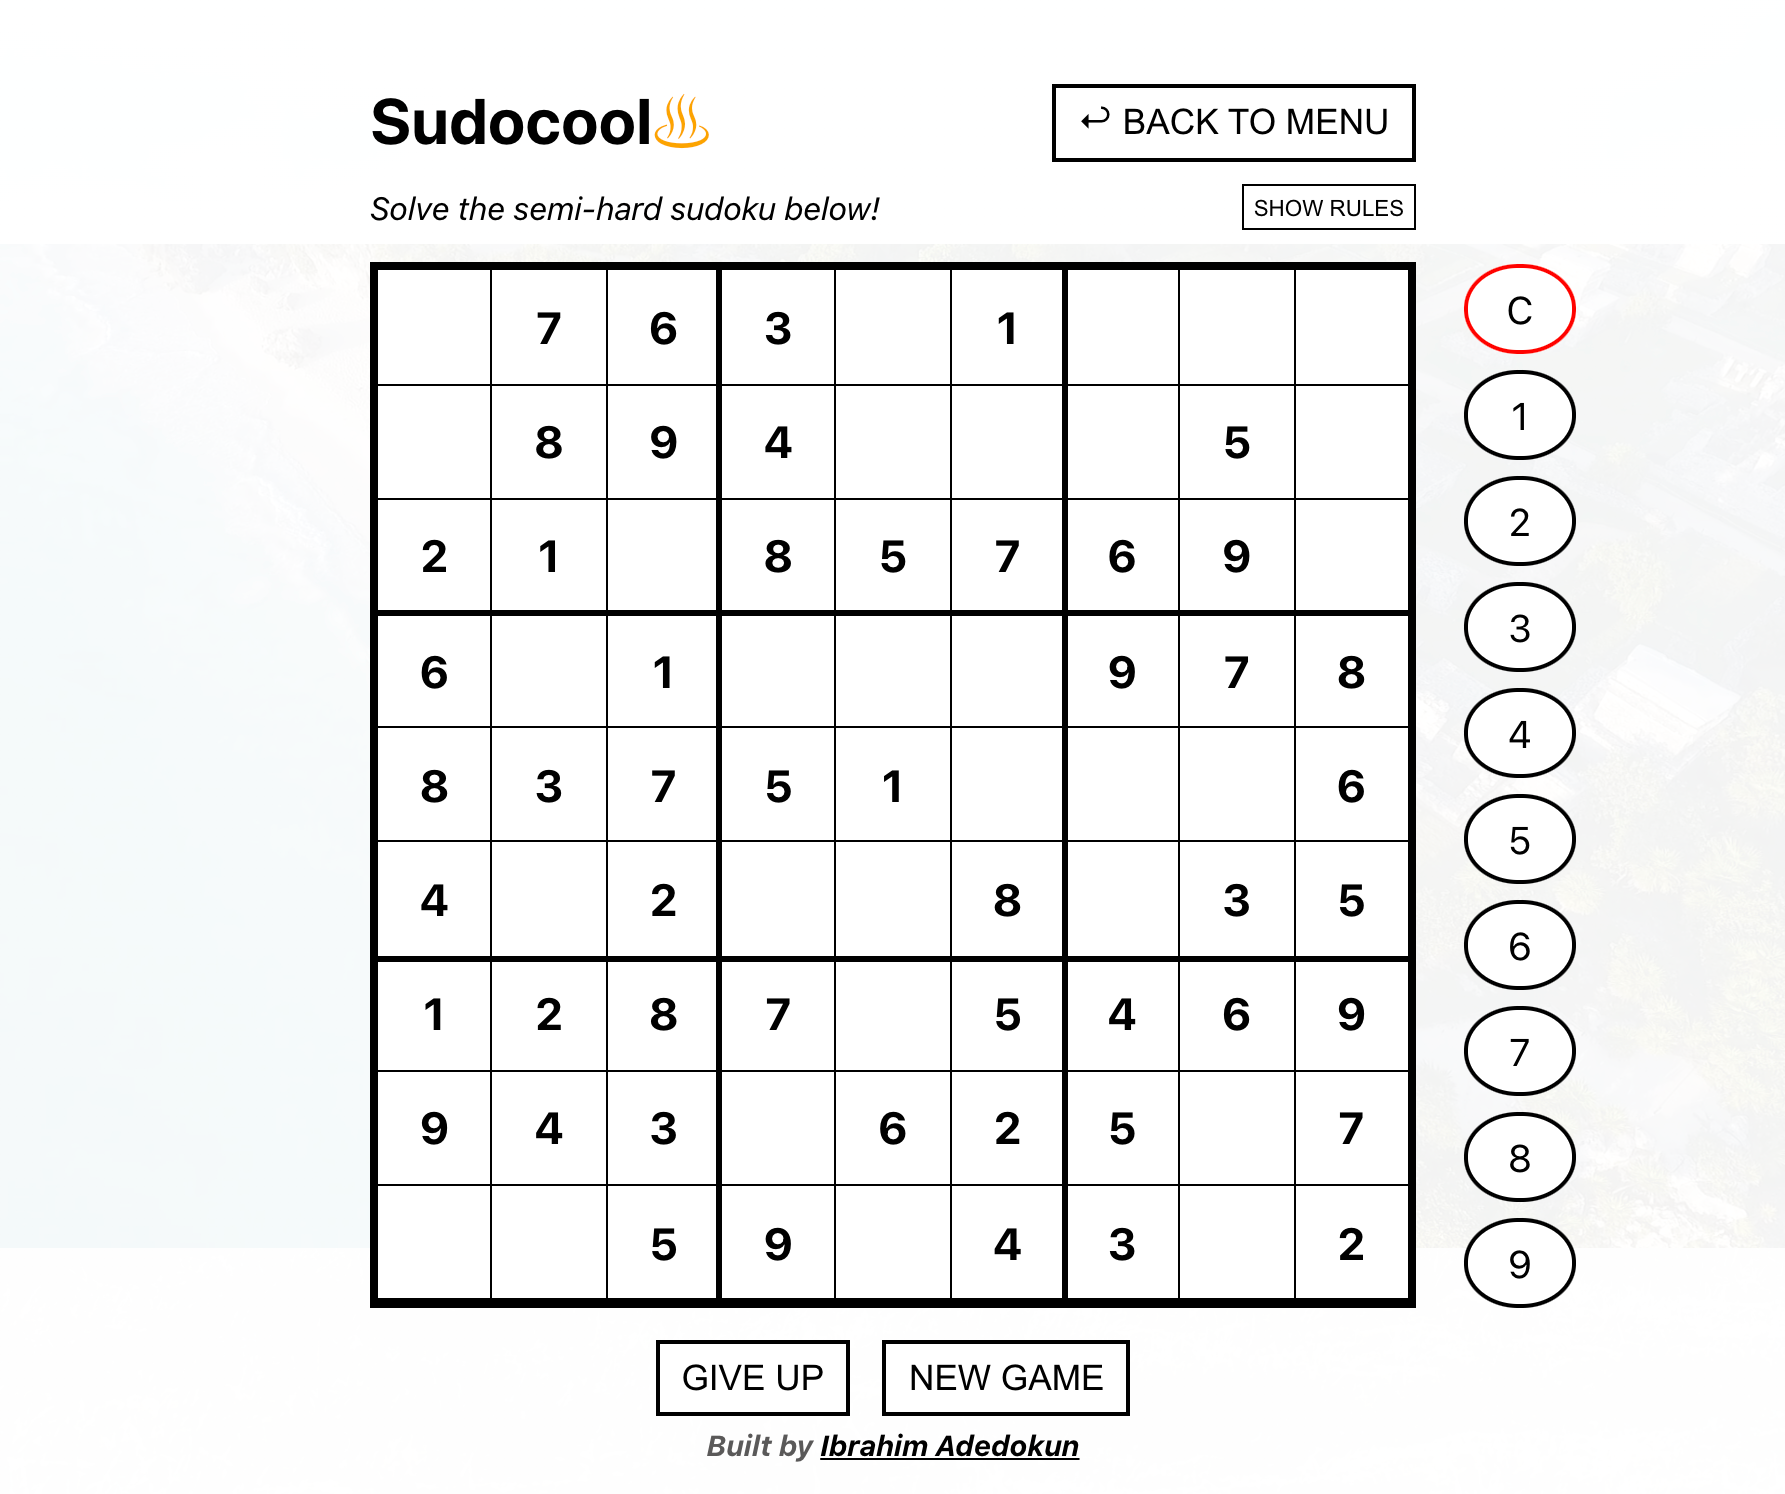 Sudocool♨
↩ BACK TO MENU
Solve the semi-hard sudoku below!
SHOW RULES
7 6 3 1
8 9 4 5
2 1 8 5 7 6 9
6 1 9 7 8
8 3 7 5 1 6
4 2 8 3 5
1 2 8 7 5 4 6 9
9 4 3 6 2 5 7
5 9 4 3 2
C
1
2
3
4
5
6
7
8
9
GIVE UP
NEW GAME
Built by Ibrahim Adedokun